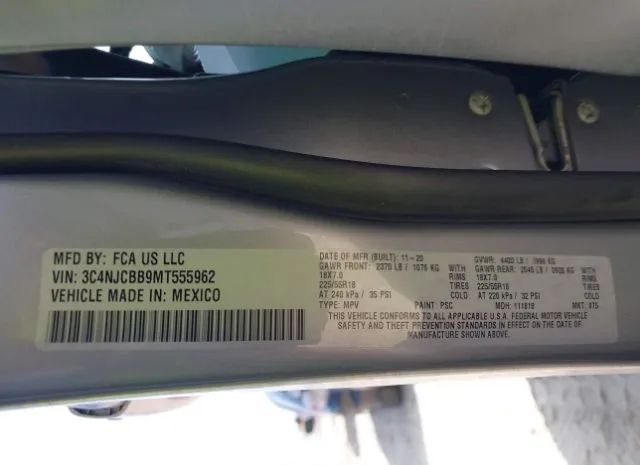 MFD BY: FCA US LLC
VIN: 3C4NJCBB9MT555962
VEHICLE MADE IN: MEXICO
DATE OF MFR (BUILT): 11-20 GVWR: 4400 LB / 1996 KG
GAWR FRONT: 2370 LB / 1076 KG GAWR REAR: 2045 LB /
18X7.0 RIMS 18X7.0 RIMS
225/55R18 TIRES 225/55R18 TIRES
AT 240 kPa / 35 PSI COLD AT 220 kPa / 32 PSI COLD
TYPE: MPV PAINT: PSC MDH: 111818 MKT:
THIS VEHICLE CONFORMS TO ALL APPLICABLE U.S.A. FEDERAL MOTOR VEHICLE
SAFETY AND THEFT PREVENTION STANDARDS IN EFFECT ON THE DATE OF
MANUFACTURE SHOWN ABOVE.